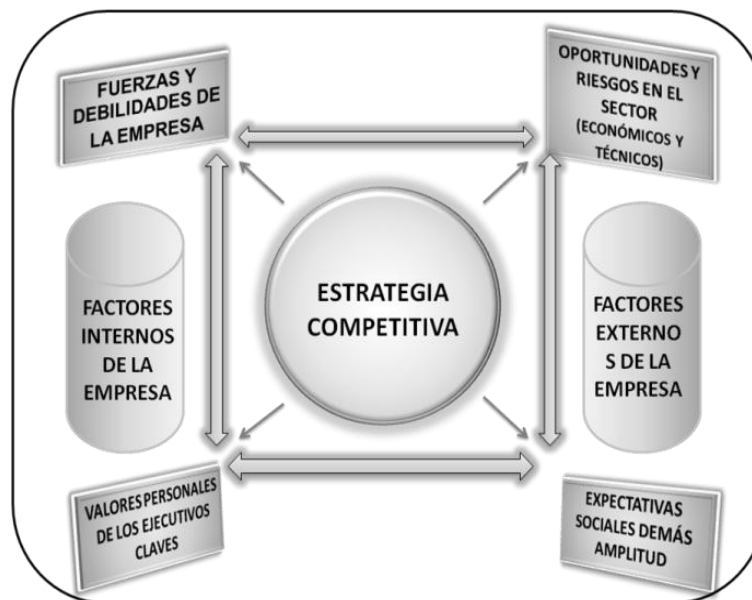 FUERZAS Y
DEBILIDADES DE
LA EMPRESA
OPORTUNIDADES Y
RIESGOS EN EL
SECTOR
(ECONÓMICOS Y
TÉCNICOS)
FACTORES
INTERNOS
DE LA
EMPRESA
ESTRATEGIA
COMPETITIVA
FACTORES
EXTERNO
S DE LA
EMPRESA
VALORES PERSONALES
DE LOS EJECUTIVOS
CLAVES
EXPECTATIVAS
SOCIALES DEMÁS
AMPLITUD